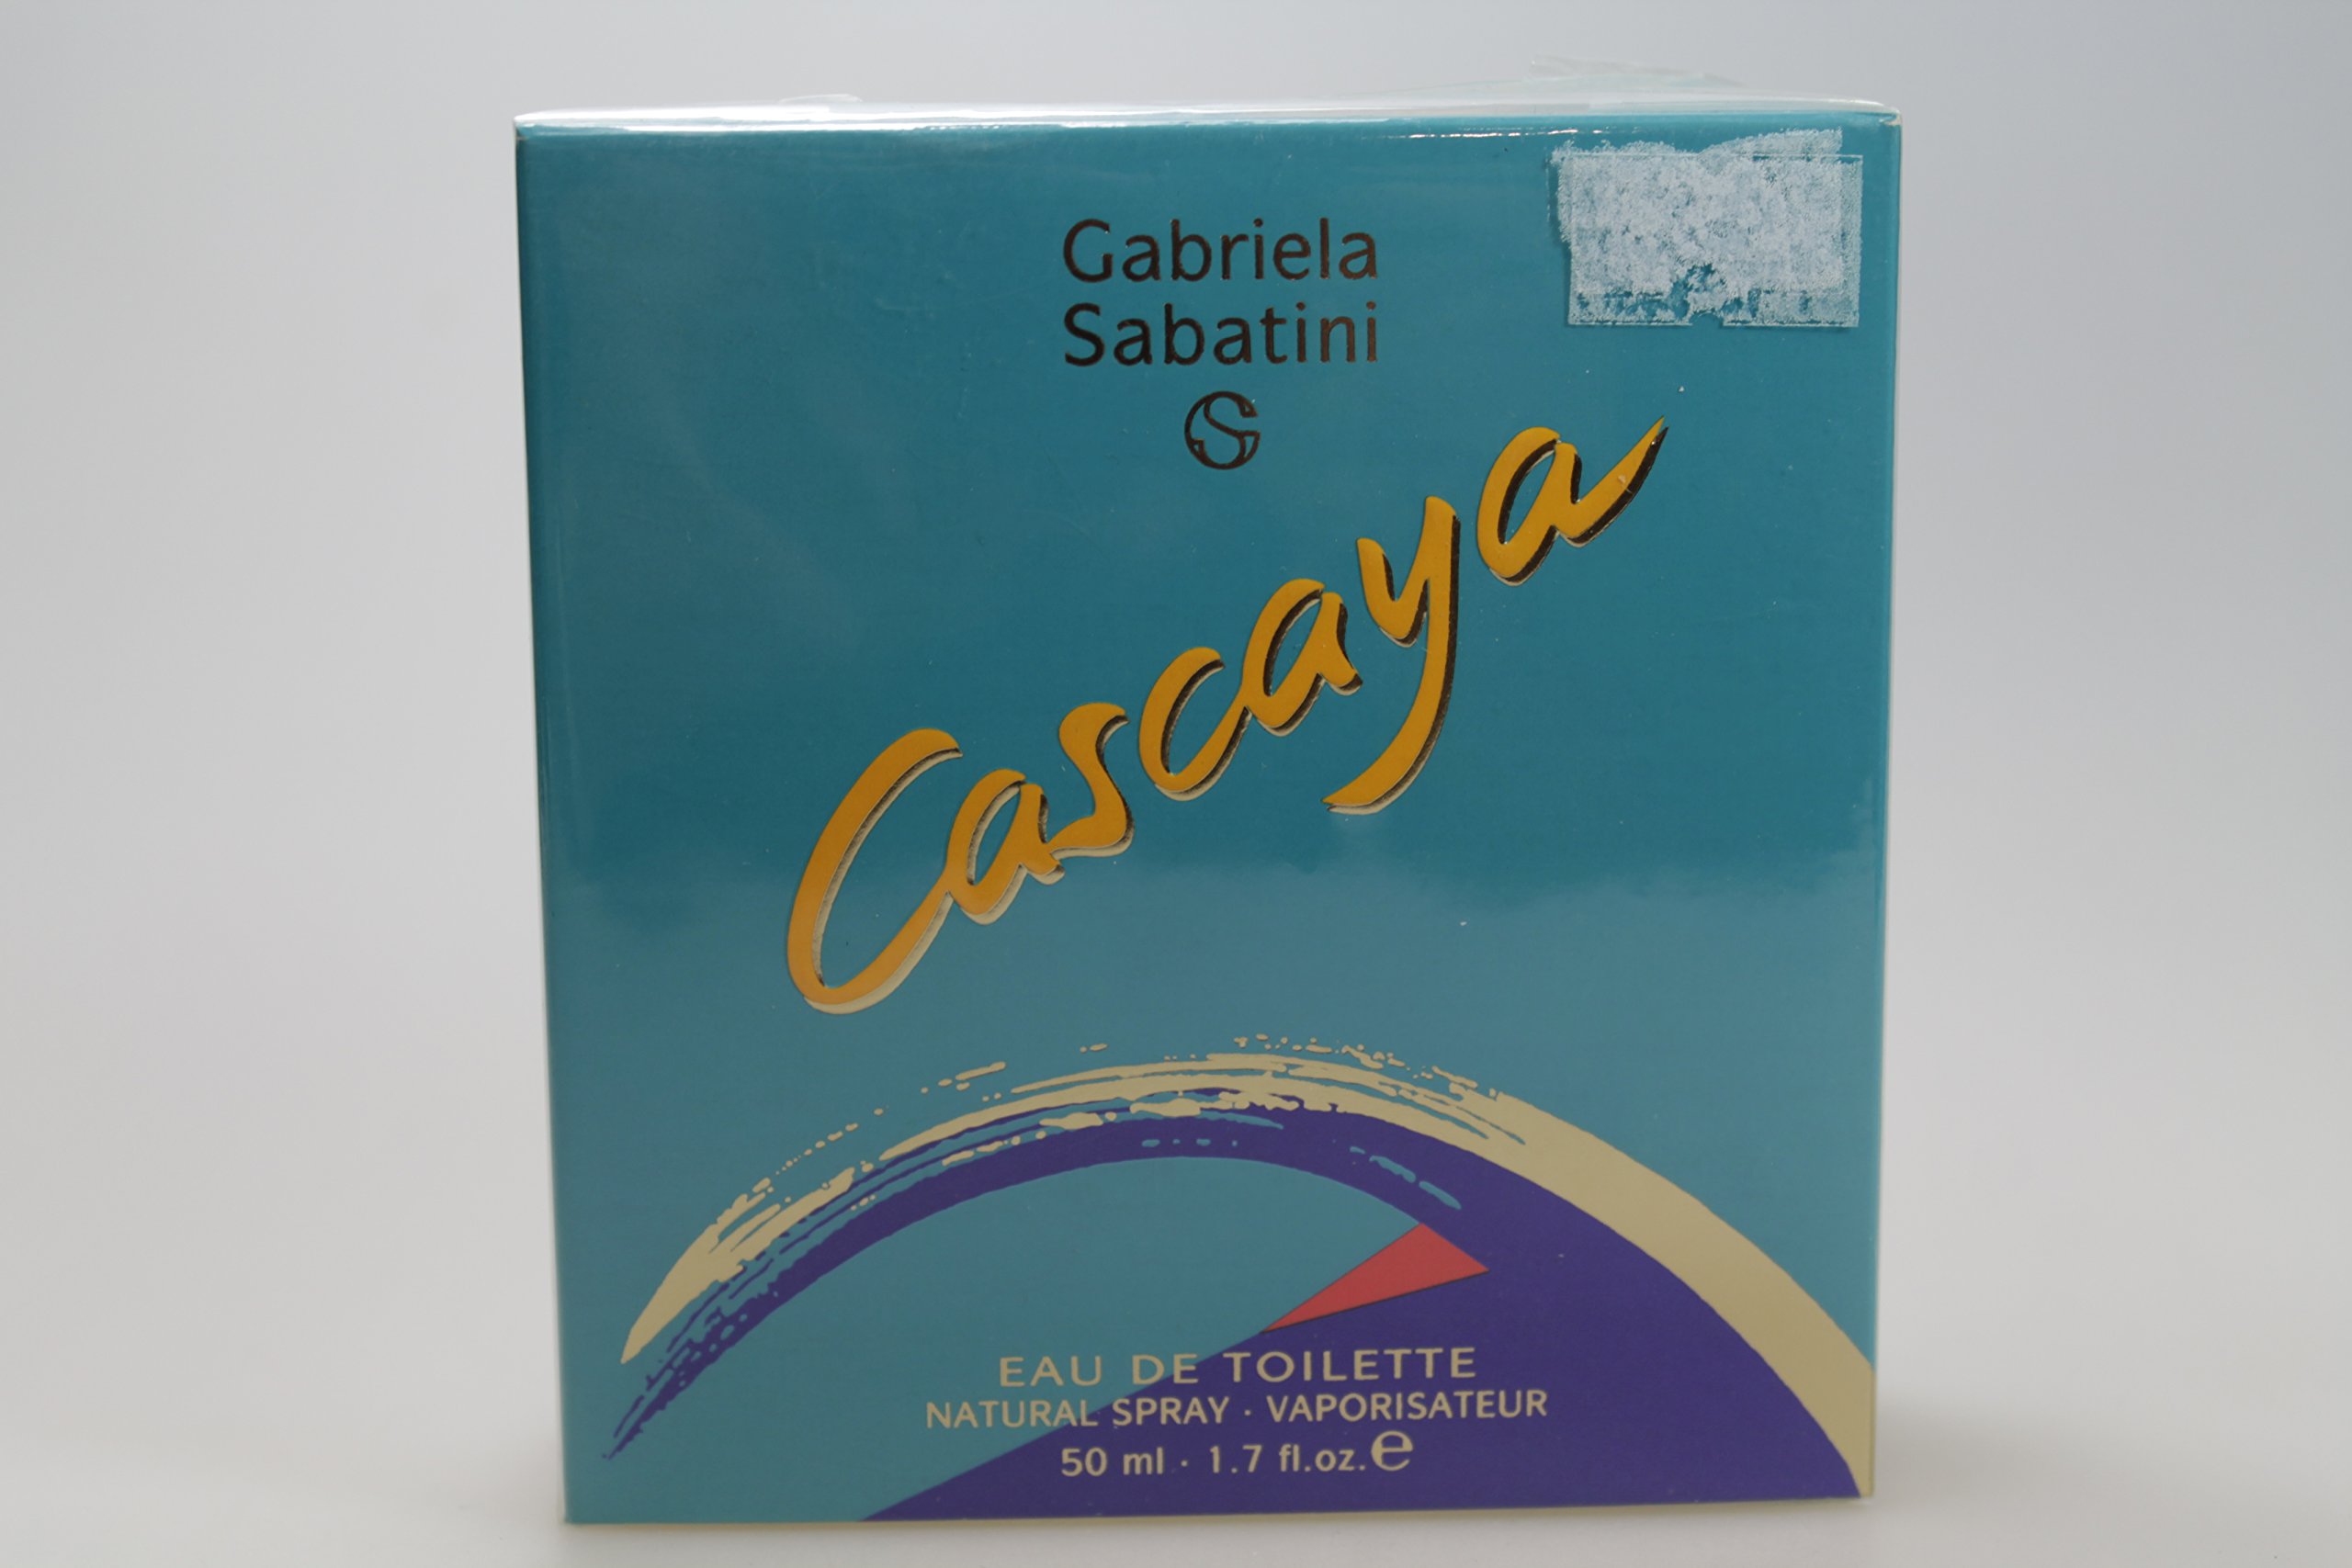 Gabriela
Sabatini
Cascaya
EAU DE TOILETTE
NATURAL SPRAY · VAPORISATEUR
50 ml · 1.7 fl.oz. ℮